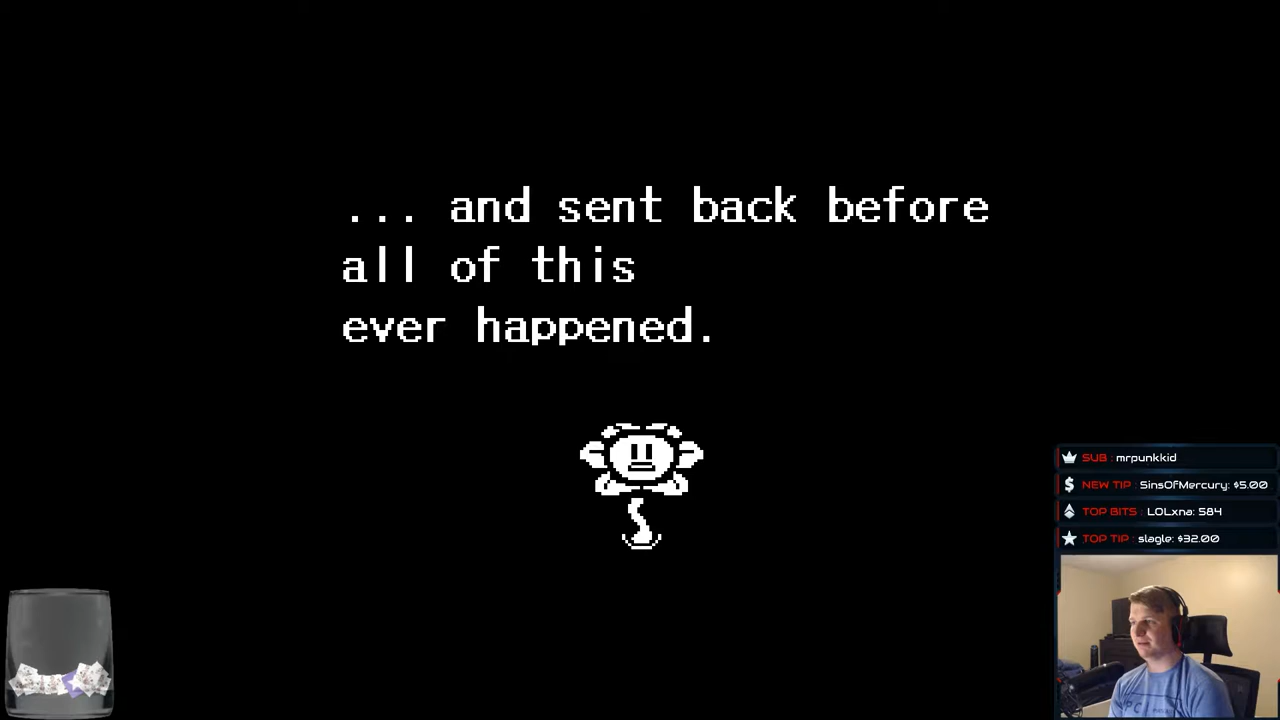 ... and sent back before
all of this
ever happened.
SUB : mrpunkkid
NEW TIP : SinsOfMercury: $5.00
TOP BITS : LOLxna: 584
TOP TIP : slagle: $32.00